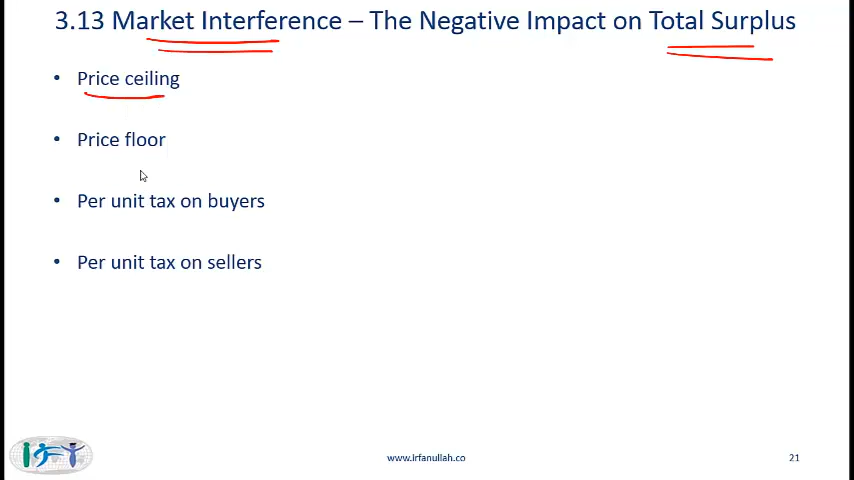 3.13 Market Interference – The Negative Impact on Total Surplus
• Price ceiling
• Price floor
• Per unit tax on buyers
• Per unit tax on sellers
IFT
www.irfanullah.co
21